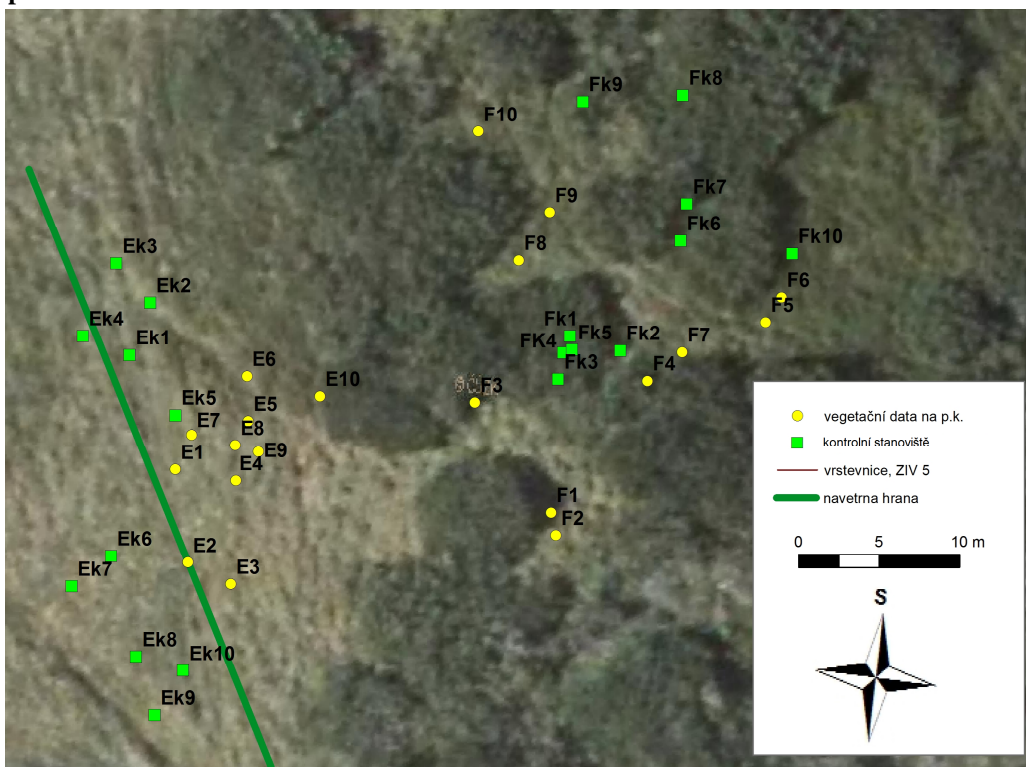 Fk9
Fk8
F10
Fk7
F9
Fk6
F8
Fk10
Ek3
F6
Ek2
F5
Ek4
Fk1
Fk5
Fk2
Ek1
FK4
F7
Fk3
E6
F4
E10
F3
Ek5
E5
E7
E8
E9
E1
E4
F1
F2
Ek6
E2
E3
Ek7
Ek8
Ek10
Ek9
vegetační data na p.k.
kontrolní stanoviště
vrstevnice, ZIV 5
navetrna hrana
0 5 10 m
S